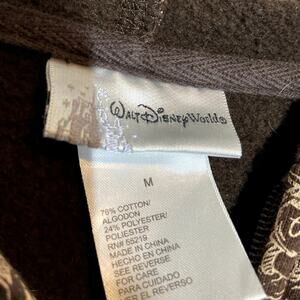 Walt Disney World®
M
76% COTTON/
ALGODON
24% POLYESTER/
POLIESTER
RN# 55219
MADE IN CHINA
HECHO EN CHINA
SEE REVERSE
FOR CARE
PARA CUIDADO
VER EL REVERSO